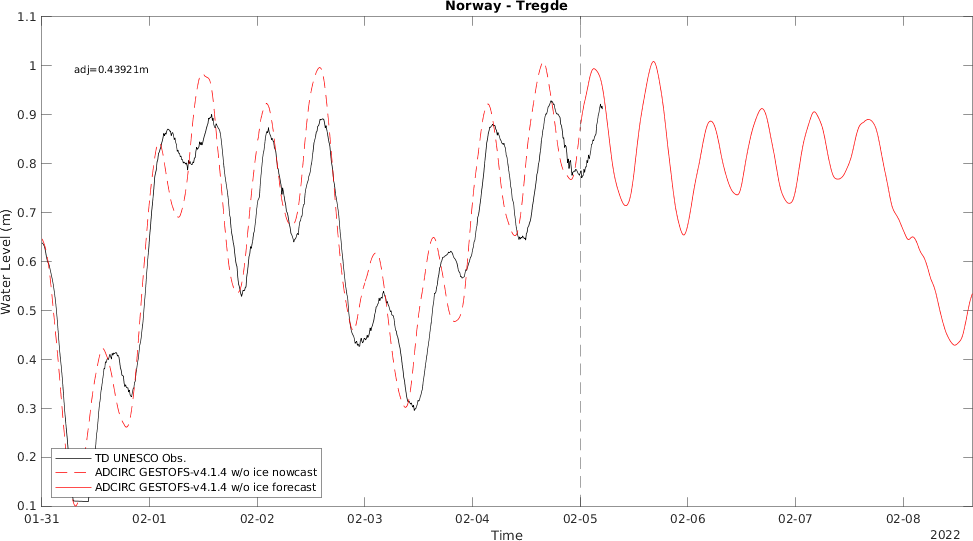 Norway - Tregde
1.1
1
0.9
0.8
0.7
0.6
0.5
0.4
0.3
0.2
0.1
Water Level (m)
adj=0.43921m
TD UNESCO Obs.
ADCIRC GESTOFS-v4.1.4 w/o ice nowcast
ADCIRC GESTOFS-v4.1.4 w/o ice forecast
01-31 02-01 02-02 02-03 02-04 02-05 02-06 02-07 02-08
Time
2022